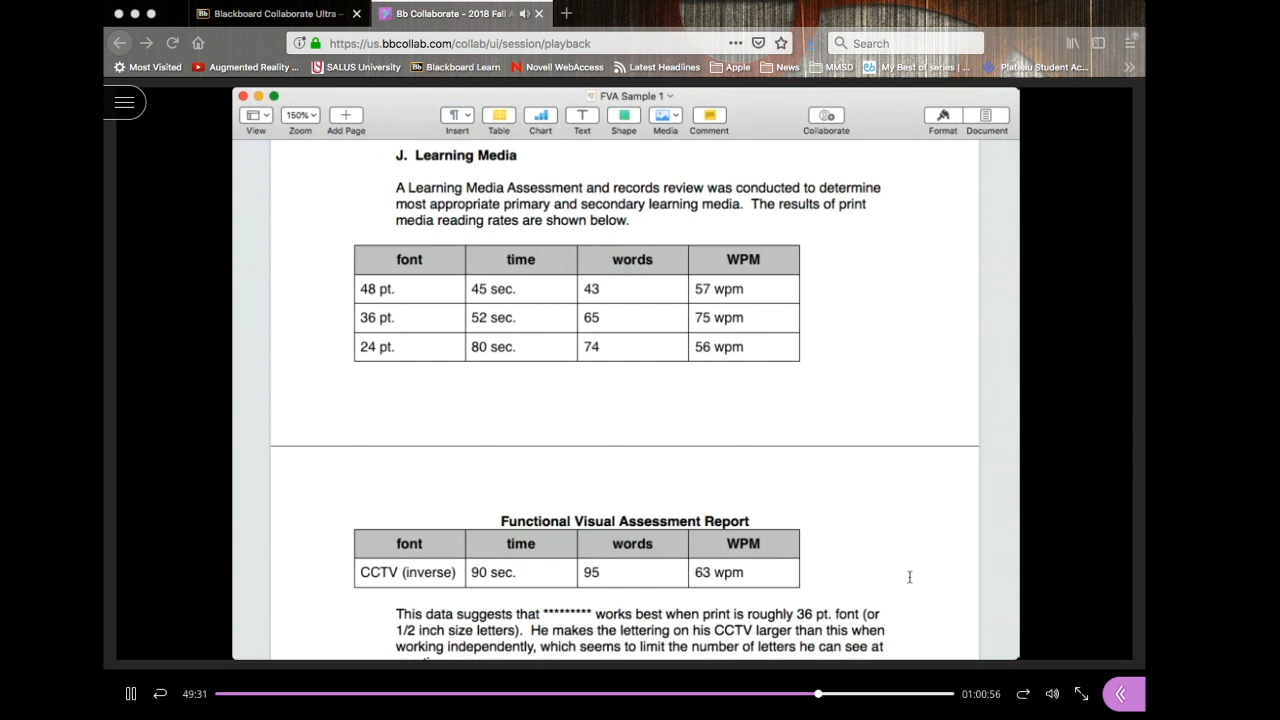 Blackboard Collaborate Ultra –
Bb Collaborate - 2018 Fall A
https://us.bbcollab.com/collab/ui/session/playback
Search
Most Visited
Augmented Reality ...
SALUS University
Blackboard Learn
Novell WebAccess
Latest Headlines
Apple
News
MMSD
My Best of series | ...
Plateau Student Ac...
FVA Sample 1
150%
View
Zoom
Add Page
Insert
Table
Chart
Text
Shape
Media
Comment
Collaborate
Format
Document
J. Learning Media
A Learning Media Assessment and records review was conducted to determine
most appropriate primary and secondary learning media. The results of print
media reading rates are shown below.
font time words WPM
48 pt. 45 sec. 43 57 wpm
36 pt. 52 sec. 65 75 wpm
24 pt. 80 sec. 74 56 wpm
Functional Visual Assessment Report
font time words WPM
CCTV (inverse) 90 sec. 95 63 wpm
This data suggests that ********* works best when print is roughly 36 pt. font (or
1/2 inch size letters). He makes the lettering on his CCTV larger than this when
working independently, which seems to limit the number of letters he can see at
49:31
01:00:56